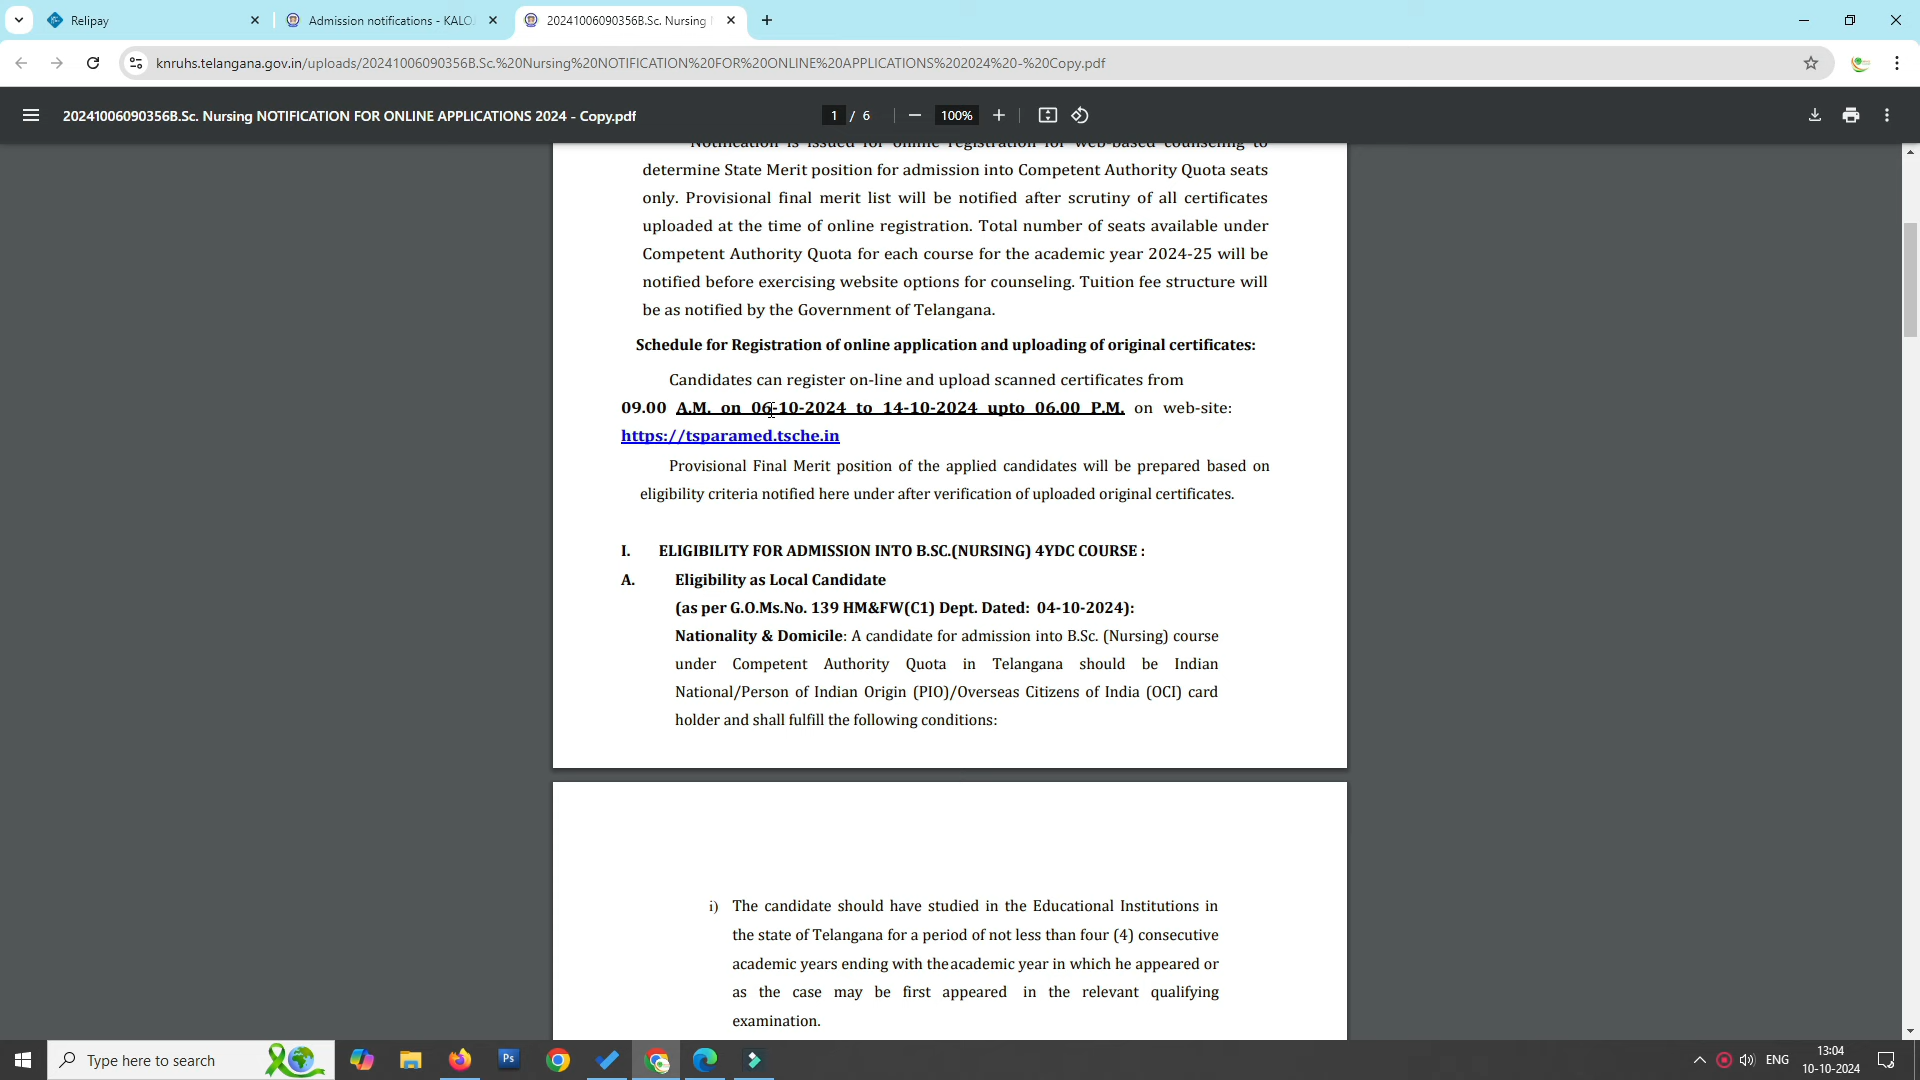 Relipay
Admission notifications - KALO
20241006090356B.Sc. Nursing
knruhs.telangana.gov.in/uploads/20241006090356B.Sc.%20Nursing%20NOTIFICATION%20FOR%20ONLINE%20APPLICATIONS%202024%20-%20Copy.pdf
20241006090356B.Sc. Nursing NOTIFICATION FOR ONLINE APPLICATIONS 2024 - Copy.pdf
1 / 6
100%
Notification is issued for online registration for web-based counseling to
determine State Merit position for admission into Competent Authority Quota seats
only. Provisional final merit list will be notified after scrutiny of all certificates
uploaded at the time of online registration. Total number of seats available under
Competent Authority Quota for each course for the academic year 2024-25 will be
notified before exercising website options for counseling. Tuition fee structure will
be as notified by the Government of Telangana.
Schedule for Registration of online application and uploading of original certificates:
Candidates can register on-line and upload scanned certificates from
09.00 A.M. on 06-10-2024 to 14-10-2024 upto 06.00 P.M. on web-site:
https://tsparamed.tsche.in
Provisional Final Merit position of the applied candidates will be prepared based on
eligibility criteria notified here under after verification of uploaded original certificates.
I. ELIGIBILITY FOR ADMISSION INTO B.SC.(NURSING) 4YDC COURSE :
A. Eligibility as Local Candidate
(as per G.O.Ms.No. 139 HM&FW(C1) Dept. Dated: 04-10-2024):
Nationality & Domicile: A candidate for admission into B.Sc. (Nursing) course
under Competent Authority Quota in Telangana should be Indian
National/Person of Indian Origin (PIO)/Overseas Citizens of India (OCI) card
holder and shall fulfill the following conditions:
i) The candidate should have studied in the Educational Institutions in
the state of Telangana for a period of not less than four (4) consecutive
academic years ending with theacademic year in which he appeared or
as the case may be first appeared in the relevant qualifying
examination.
Type here to search
Ps
ENG
13:04
10-10-2024